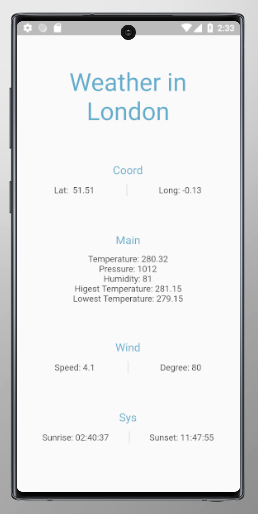 2:33
Weather in
London
Coord
Lat: 51.51 Long: -0.13
Main
Temperature: 280.32
Pressure: 1012
Humidity: 81
Higest Temperature: 281.15
Lowest Temperature: 279.15
Wind
Speed: 4.1 Degree: 80
Sys
Sunrise: 02:40:37 Sunset: 11:47:55